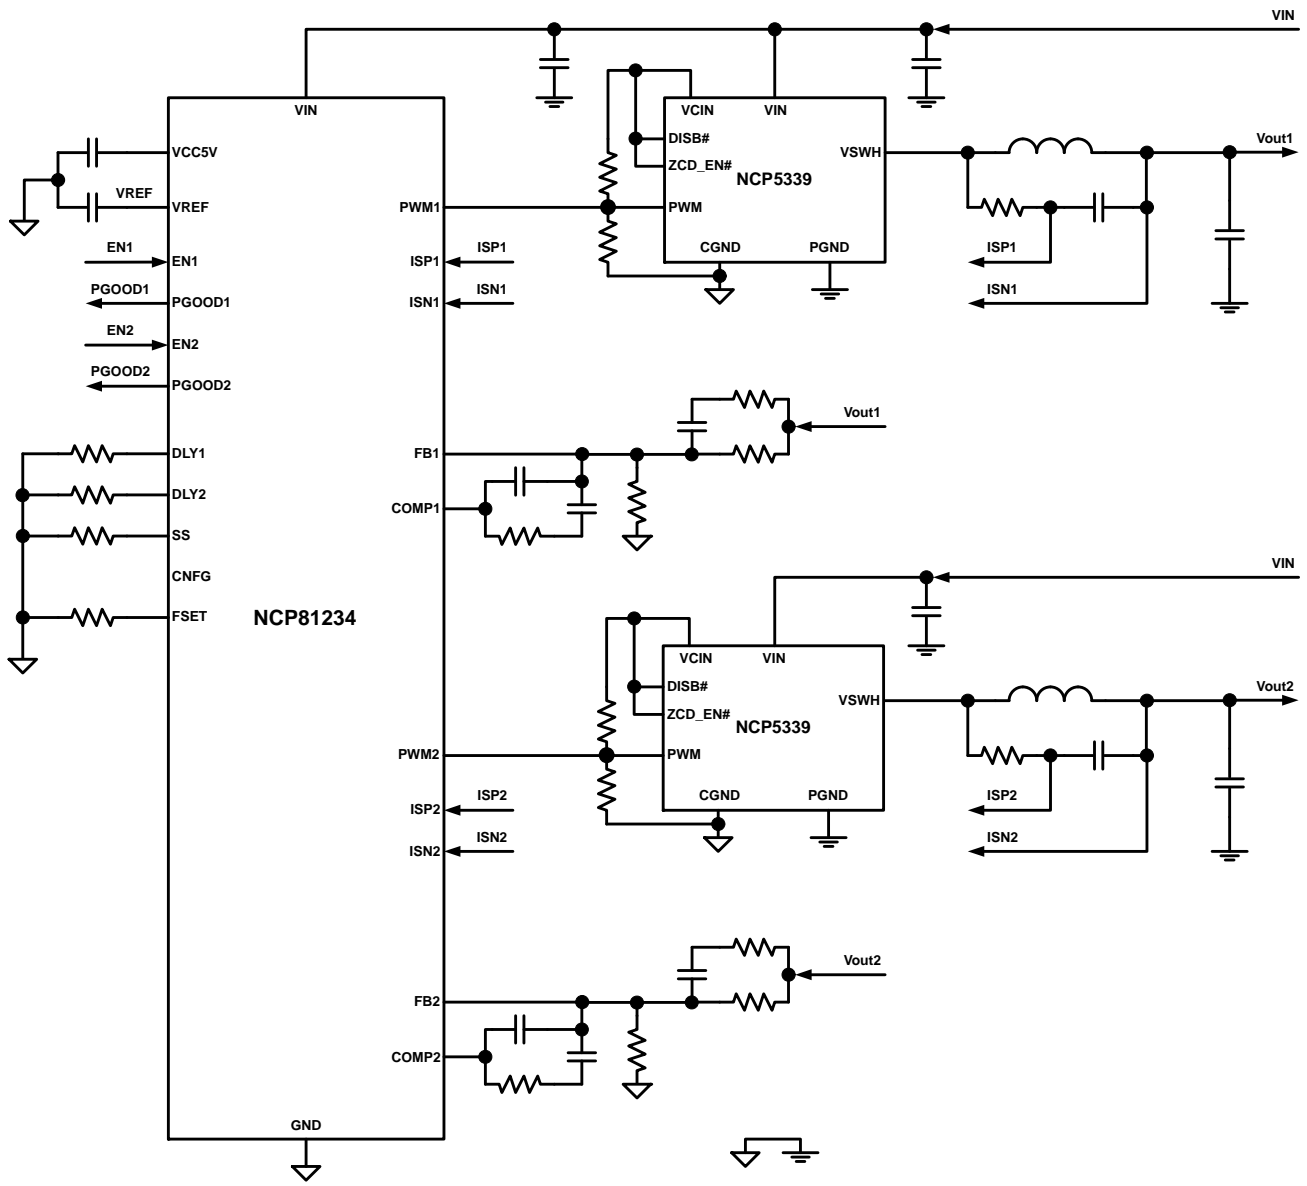 VIN
VIN
VCIN
VIN
VCC5V
DISB#
VSWH
Vout1
ZCD_EN#
NCP5339
VREF
VREF
PWM1
PWM
EN1
EN1
ISP1
ISP1
CGND
PGND
ISP1
PGOOD1
PGOOD1
ISN1
ISN1
ISN1
EN2
EN2
PGOOD2
PGOOD2
Vout1
DLY1
FB1
DLY2
COMP1
SS
CNFG
VIN
FSET
NCP81234
VCIN
VIN
DISB#
VSWH
Vout2
ZCD_EN#
NCP5339
PWM2
PWM
ISP2
ISP2
CGND
PGND
ISP2
ISN2
ISN2
ISN2
Vout2
FB2
COMP2
GND